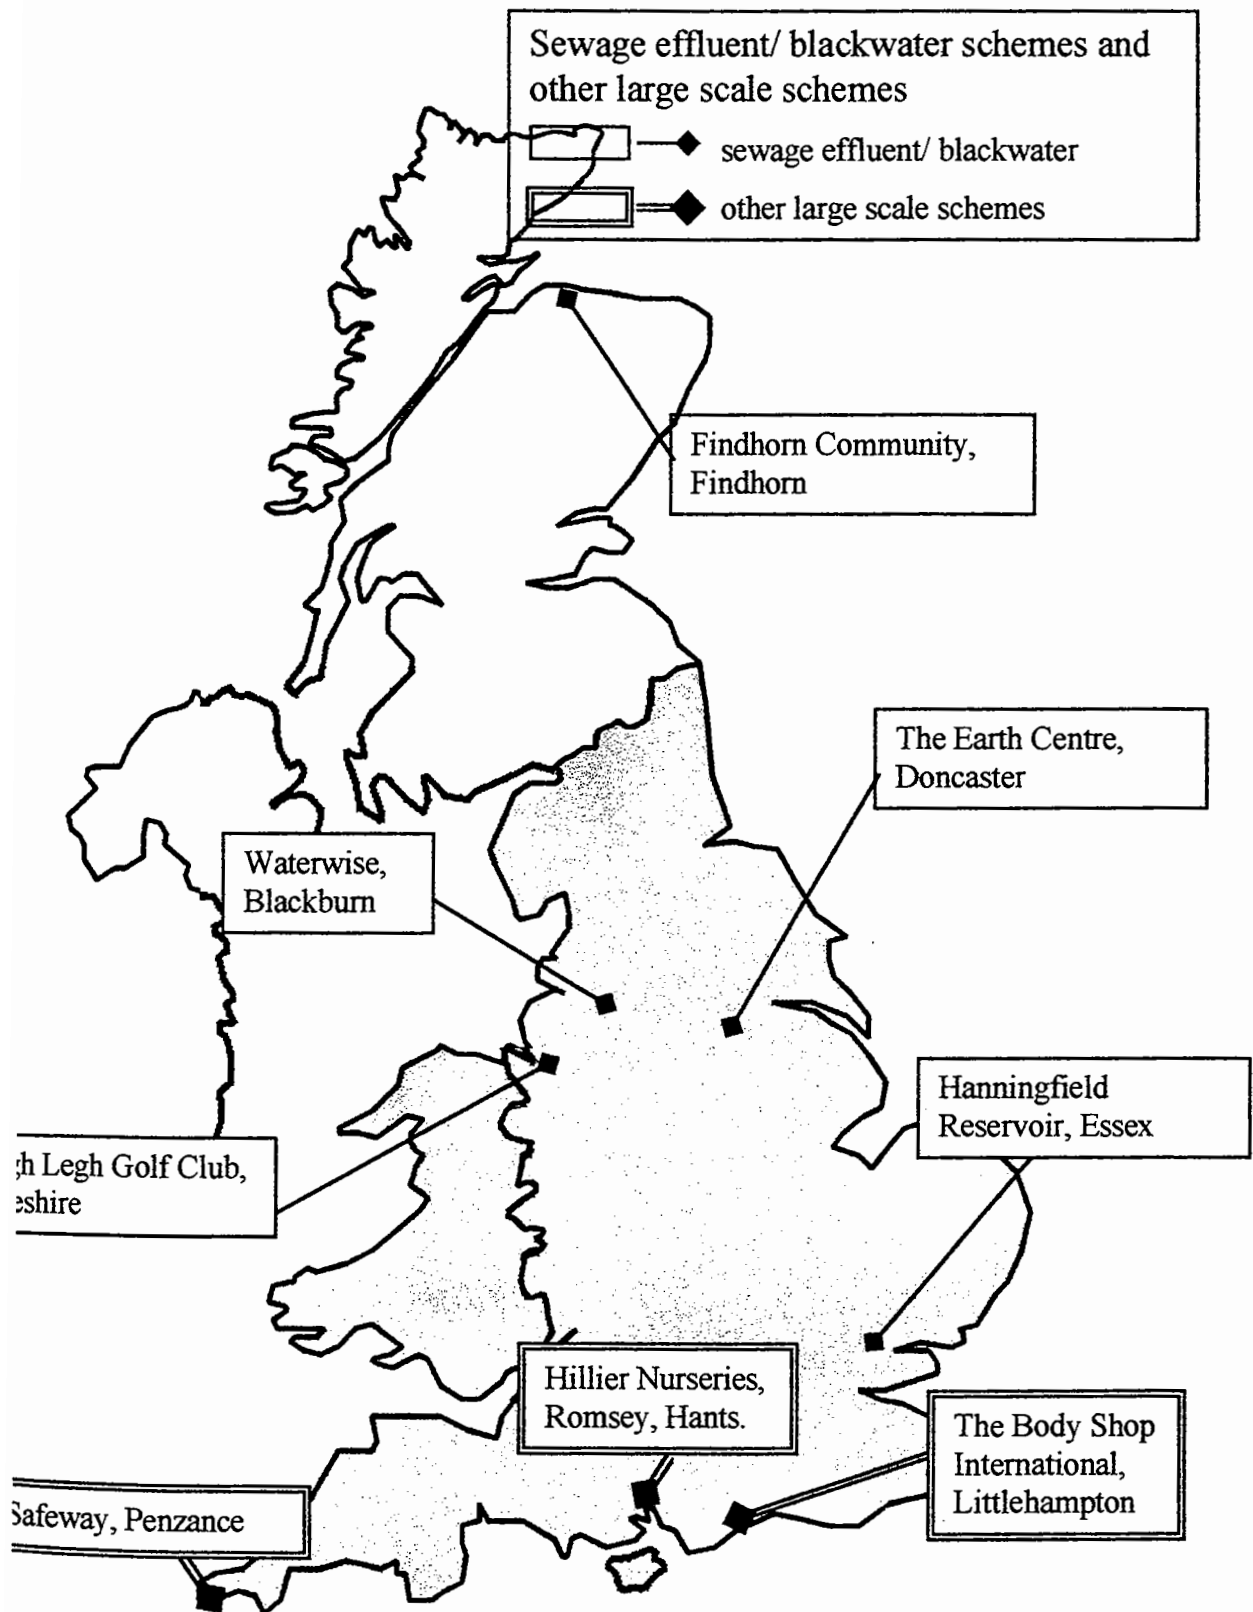 Sewage effluent/ blackwater schemes and
other large scale schemes
sewage effluent/ blackwater
other large scale schemes
Findhorn Community,
Findhorn
The Earth Centre,
Doncaster
Waterwise,
Blackburn
Hanningfield
Reservoir, Essex
gh Legh Golf Club,
eshire
Hillier Nurseries,
Romsey, Hants.
The Body Shop
International,
Littlehampton
Safeway, Penzance